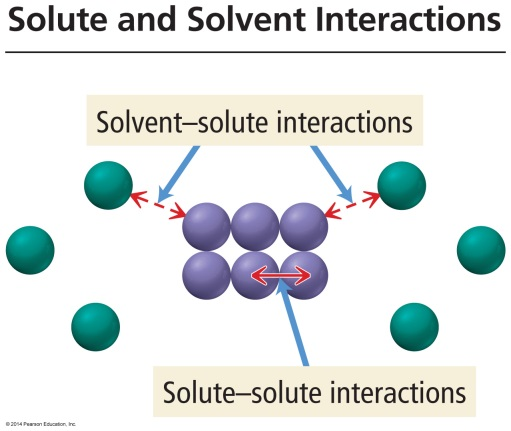 Solute and Solvent Interactions
Solvent–solute interactions
Solute–solute interactions
© 2014 Pearson Education, Inc.